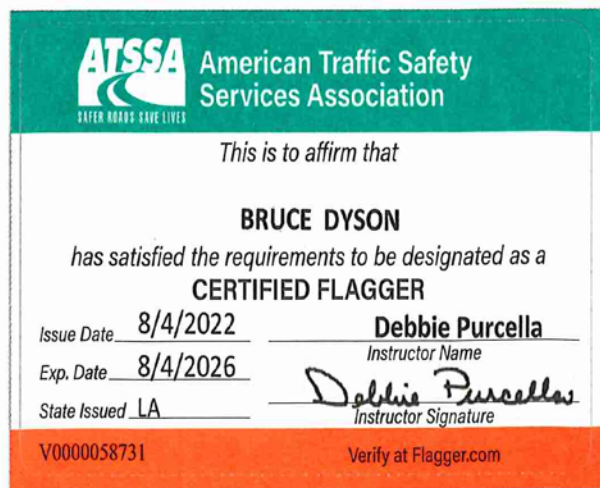 ATSSA
SAFER ROADS SAVE LIVES
American Traffic Safety
Services Association
This is to affirm that
BRUCE DYSON
has satisfied the requirements to be designated as a
CERTIFIED FLAGGER
Issue Date 8/4/2022
Debbie Purcella
Instructor Name
Exp. Date 8/4/2026
Debbie Purcella
Instructor Signature
State Issued LA
V0000058731
Verify at Flagger.com